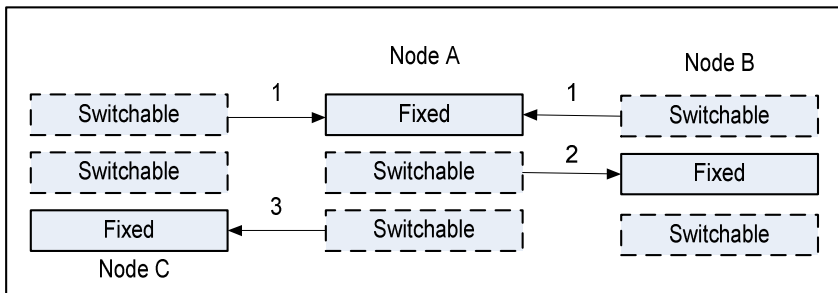 Node A
Node B
Switchable 1 Fixed 1 Switchable
Switchable Switchable 2 Fixed
Fixed 3 Switchable Switchable
Node C